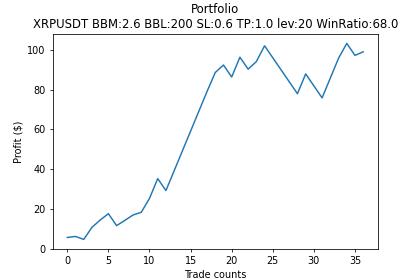 Portfolio
XRPUSDT BBM:2.6 BBL:200 SL:0.6 TP:1.0 lev:20 WinRatio:68.0
100
80
60
40
20
0
Profit ($)
0 5 10 15 20 25 30 35
Trade counts